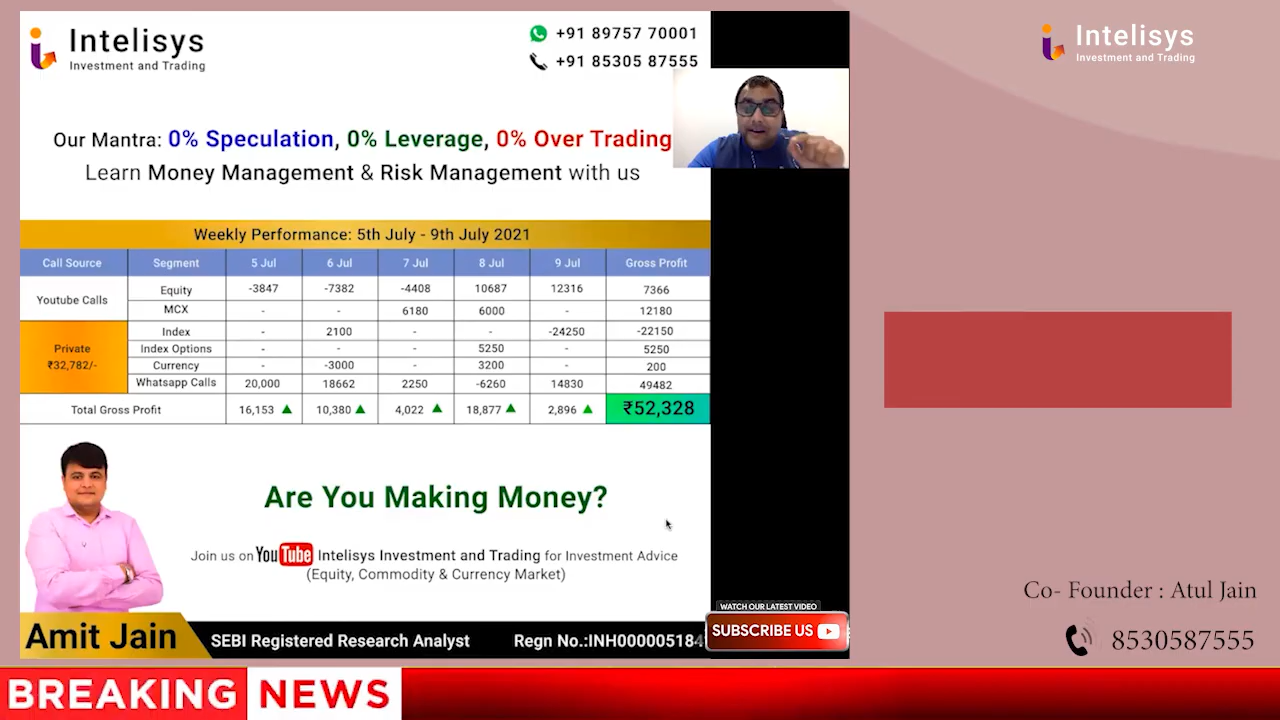 Intelisys
Investment and Trading
+91 89757 70001
+91 85305 87555
Intelisys
Investment and Trading
Our Mantra: 0% Speculation, 0% Leverage, 0% Over Trading
Learn Money Management & Risk Management with us
Weekly Performance: 5th July - 9th July 2021
Call Source Segment 5 Jul 6 Jul 7 Jul 8 Jul 9 Jul Gross Profit
Youtube Calls Equity -3847 -7382 -4408 10687 12316 7366
MCX - - 6180 6000 - 12180
Private ₹32,782/- Index - 2100 - - -24250 -22150
Index Options - - - 5250 - 5250
Currency - -3000 - 3200 - 200
Whatsapp Calls 20,000 18662 2250 -6260 14830 49482
Total Gross Profit 16,153 10,380 4,022 18,877 2,896 ₹52,328
Are You Making Money?
Join us on YouTube Intelisys Investment and Trading for Investment Advice
(Equity, Commodity & Currency Market)
Amit Jain
SEBI Registered Research Analyst
Regn No.:INH00000518
WATCH OUR LATEST VIDEO
SUBSCRIBE US
Co- Founder : Atul Jain
8530587555
BREAKING NEWS